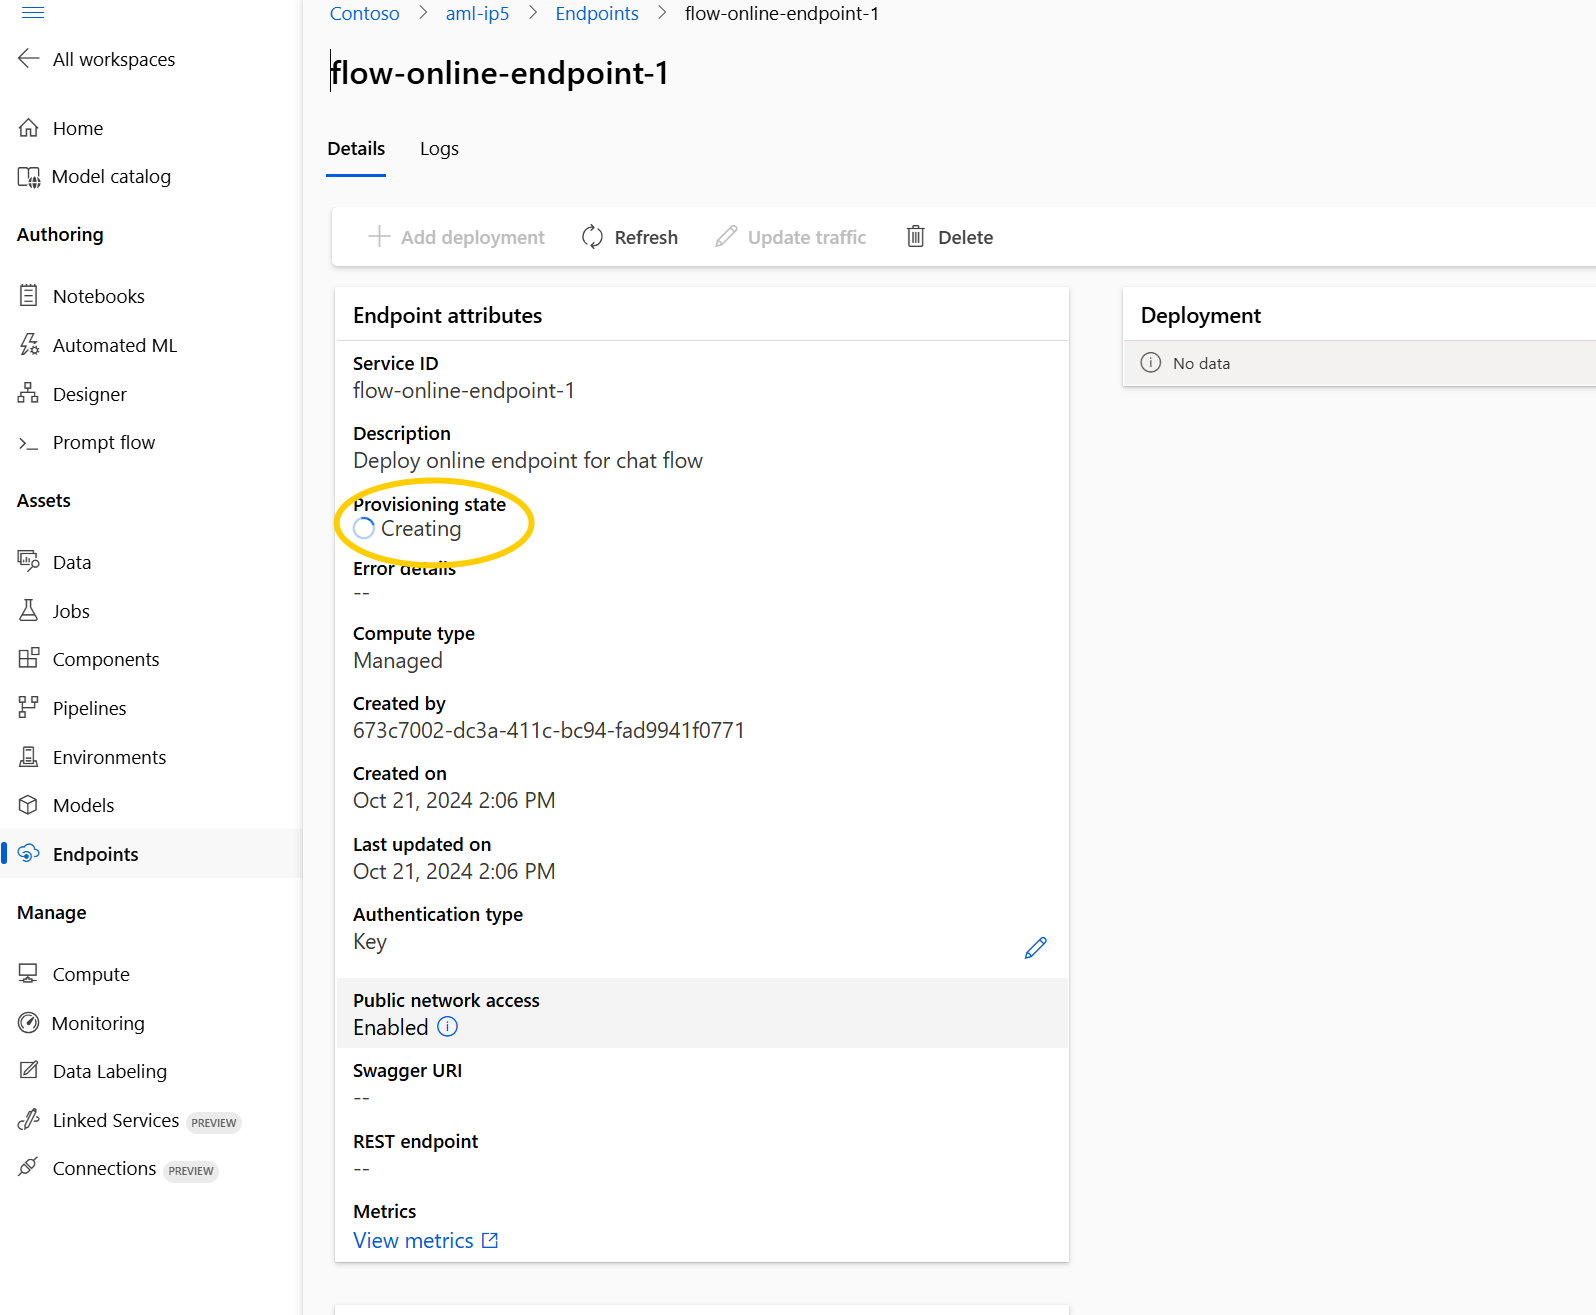 Contoso > aml-ip5 > Endpoints > flow-online-endpoint-1
All workspaces
Home
Model catalog
Authoring
Notebooks
Automated ML
Designer
Prompt flow
Assets
Data
Jobs
Components
Pipelines
Environments
Models
Endpoints
Manage
Compute
Monitoring
Data Labeling
Linked Services PREVIEW
Connections PREVIEW
flow-online-endpoint-1
Details Logs
Add deployment Refresh Update traffic Delete
Endpoint attributes
Service ID
flow-online-endpoint-1
Description
Deploy online endpoint for chat flow
Provisioning state
Creating
Error details
--
Compute type
Managed
Created by
673c7002-dc3a-411c-bc94-fad9941f0771
Created on
Oct 21, 2024 2:06 PM
Last updated on
Oct 21, 2024 2:06 PM
Authentication type
Key
Public network access
Enabled
Swagger URI
--
REST endpoint
--
Metrics
View metrics
Deployment
No data